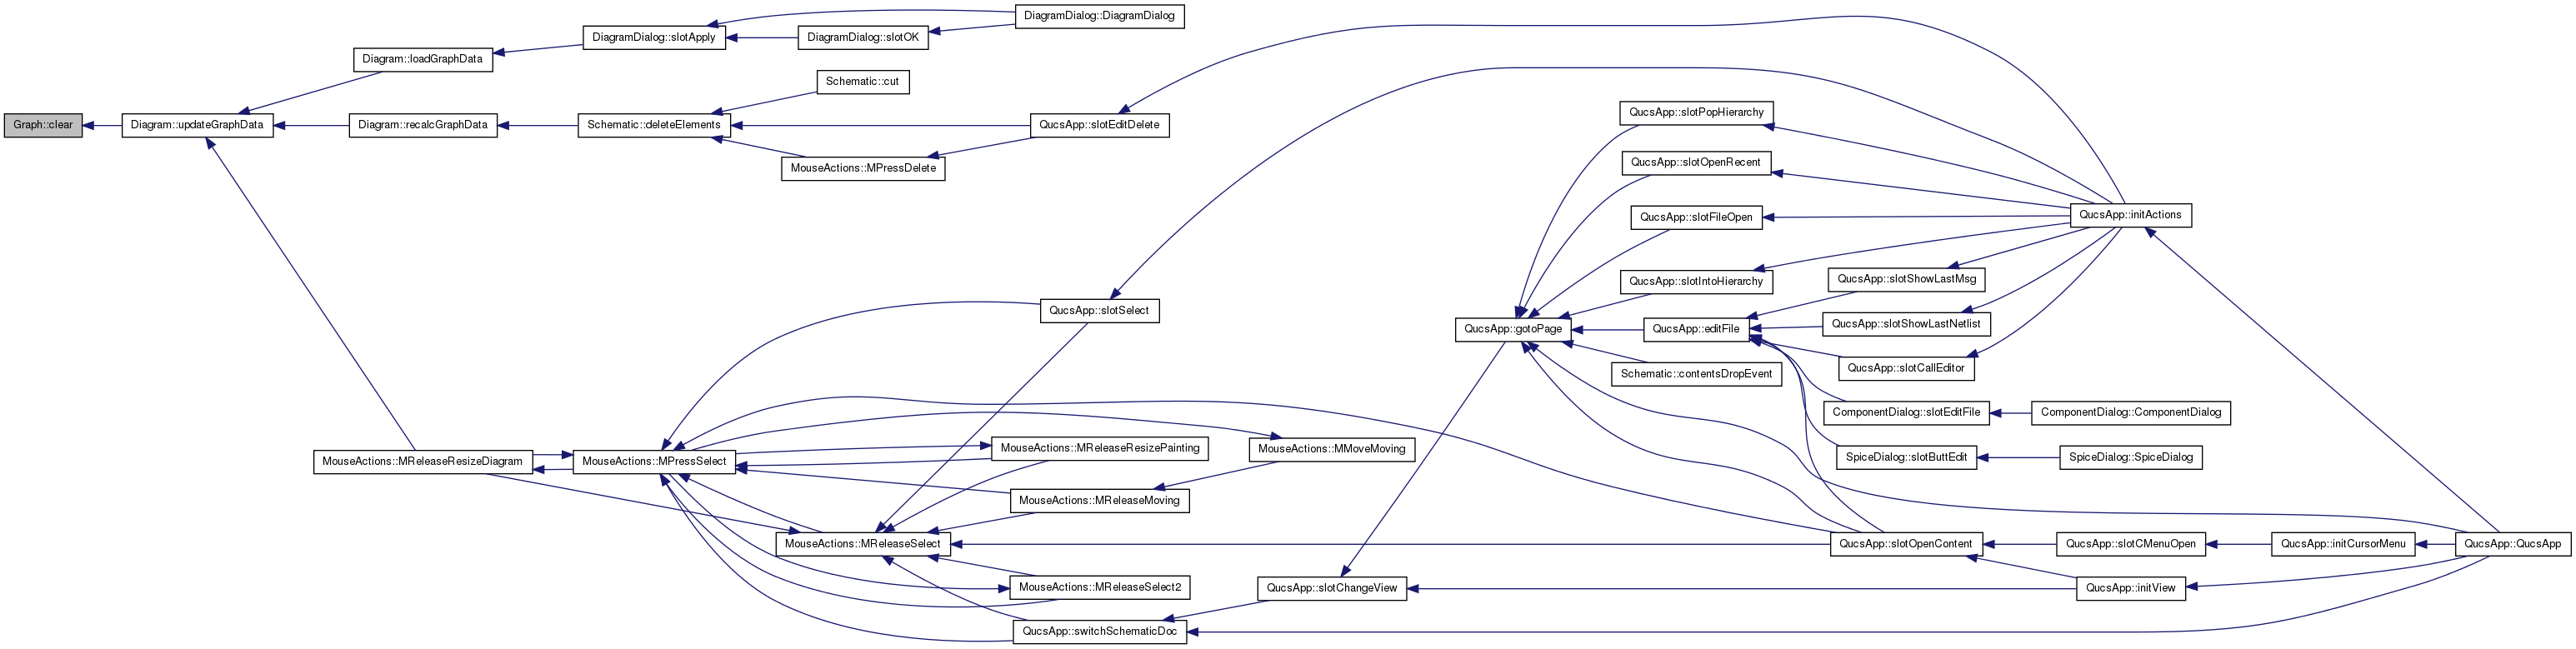 DiagramDialog::DiagramDialog
DiagramDialog::slotApply
DiagramDialog::slotOK
Diagram::loadGraphData
Schematic::cut
Graph::clear
Diagram::updateGraphData
Diagram::recalcGraphData
Schematic::deleteElements
QucsApp::slotEditDelete
MouseActions::MPressDelete
QucsApp::slotPopHierarchy
QucsApp::slotOpenRecent
QucsApp::slotFileOpen
QucsApp::initActions
QucsApp::slotIntoHierarchy
QucsApp::slotShowLastMsg
QucsApp::slotSelect
QucsApp::gotoPage
QucsApp::editFile
QucsApp::slotShowLastNetlist
Schematic::contentsDropEvent
QucsApp::slotCallEditor
ComponentDialog::slotEditFile
ComponentDialog::ComponentDialog
MouseActions::MReleaseResizeDiagram
MouseActions::MPressSelect
MouseActions::MReleaseResizePainting
MouseActions::MMoveMoving
SpiceDialog::slotButtEdit
SpiceDialog::SpiceDialog
MouseActions::MReleaseMoving
MouseActions::MReleaseSelect
QucsApp::slotOpenContent
QucsApp::slotCMenuOpen
QucsApp::initCursorMenu
QucsApp::QucsApp
MouseActions::MReleaseSelect2
QucsApp::slotChangeView
QucsApp::initView
QucsApp::switchSchematicDoc